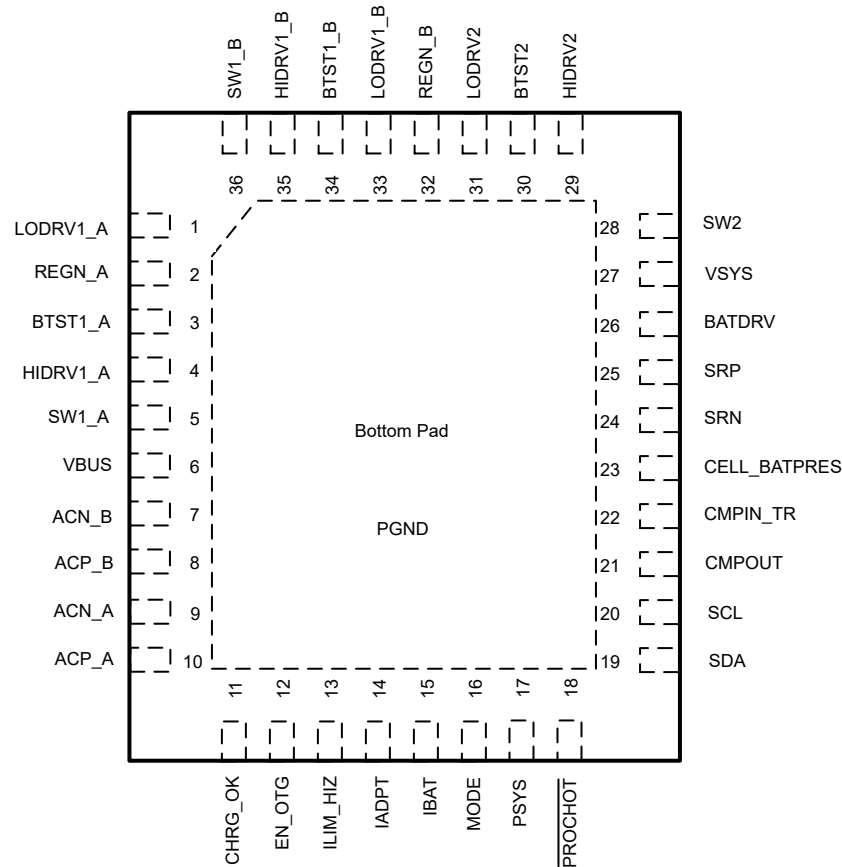 SW1_B
HIDRV1_B
BTST1_B
LODRV1_B
REGN_B
LODRV2
BTST2
HIDRV2
36
35
34
33
32
31
30
29
LODRV1_A
1
REGN_A
2
BTST1_A
3
HIDRV1_A
4
SW1_A
5
VBUS
6
ACN_B
7
ACP_B
8
ACN_A
9
ACP_A
10
Bottom Pad
PGND
28
SW2
27
VSYS
26
BATDRV
25
SRP
24
SRN
23
CELL_BATPRES
22
CMPIN_TR
21
CMPOUT
20
SCL
19
SDA
11
12
13
14
15
16
17
18
CHRG_OK
EN_OTG
ILIM_HIZ
IADPT
IBAT
MODE
PSYS
PROCHOT